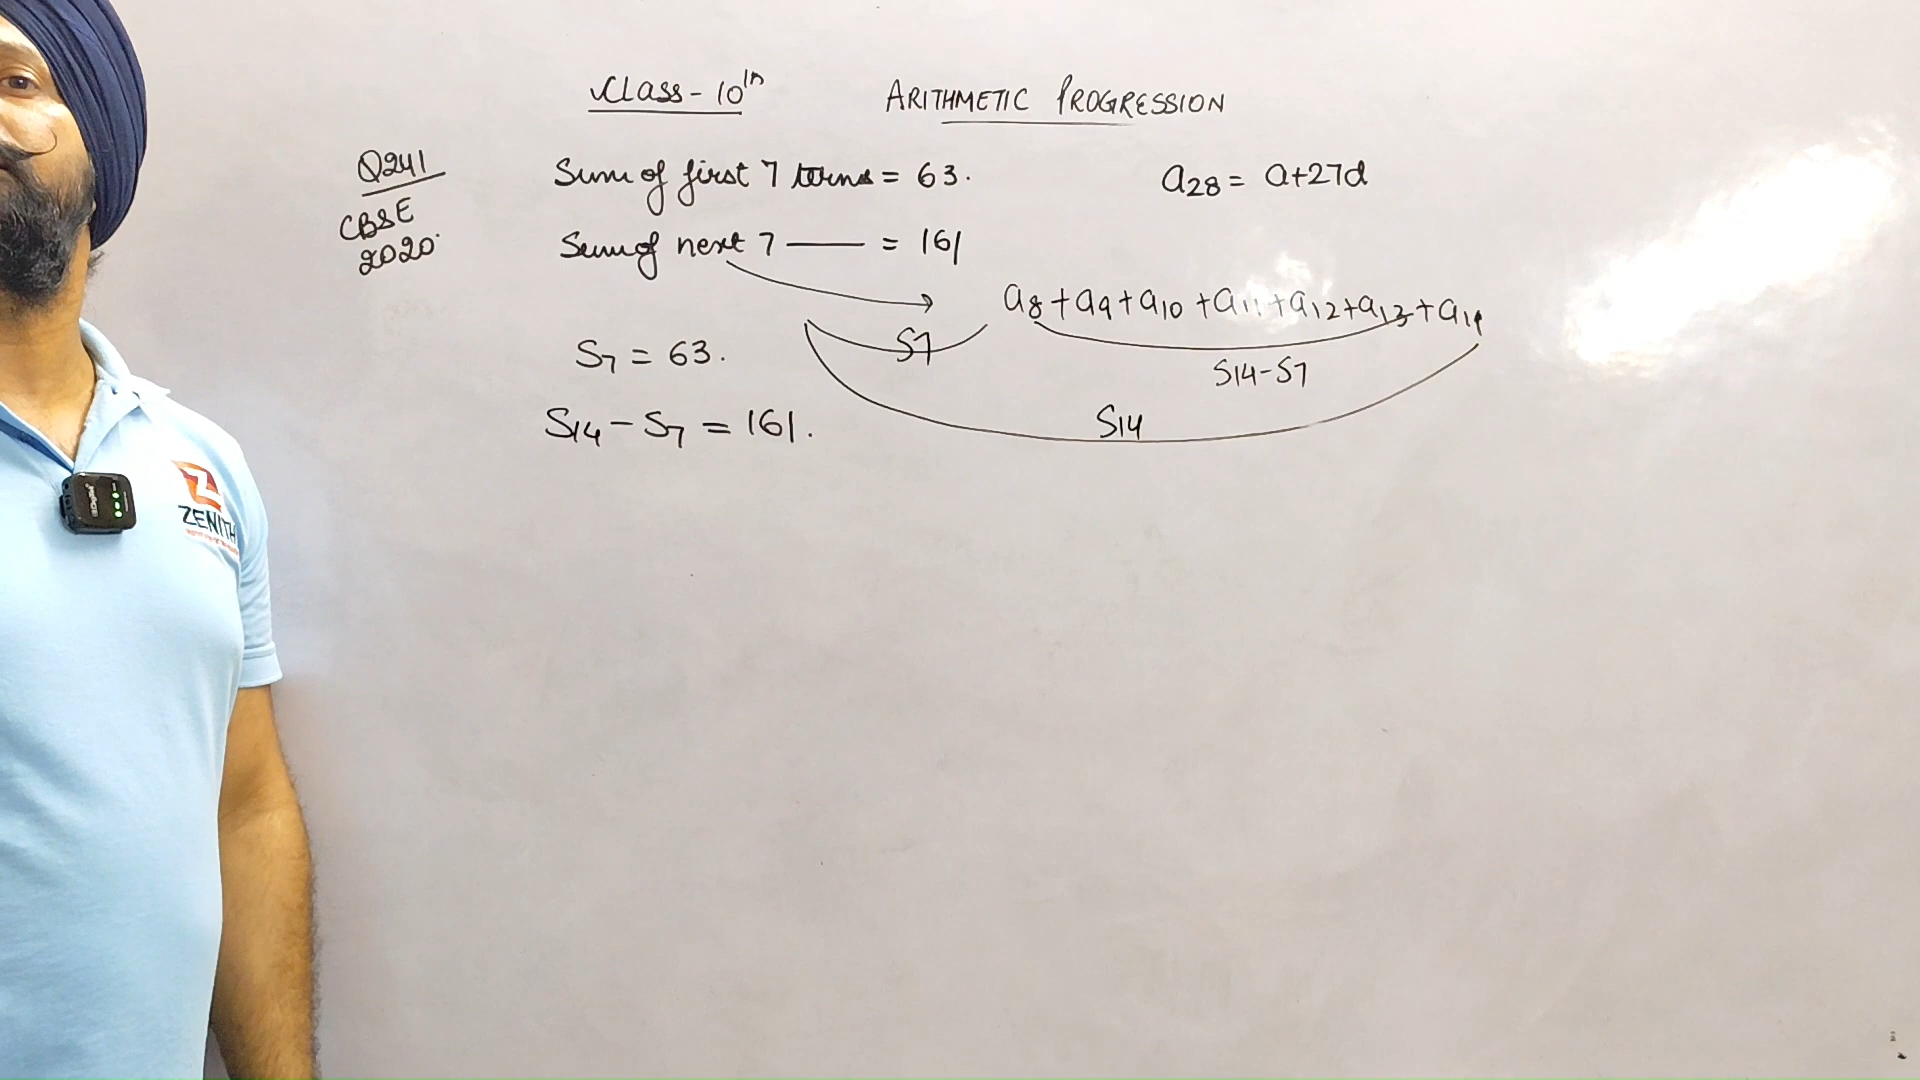 Class - 10th
ARITHMETIC PROGRESSION
Q241
CBSE
2020.
Sum of first 7 terms = 63.
a28 = a+27d
Sum of next 7 —— = 161
a8 + a9 + a10 + a11 + a12 + a13 + a14
S7
S7 = 63.
S14-S7
S14 - S7 = 161.
S14
Z
ZENITH